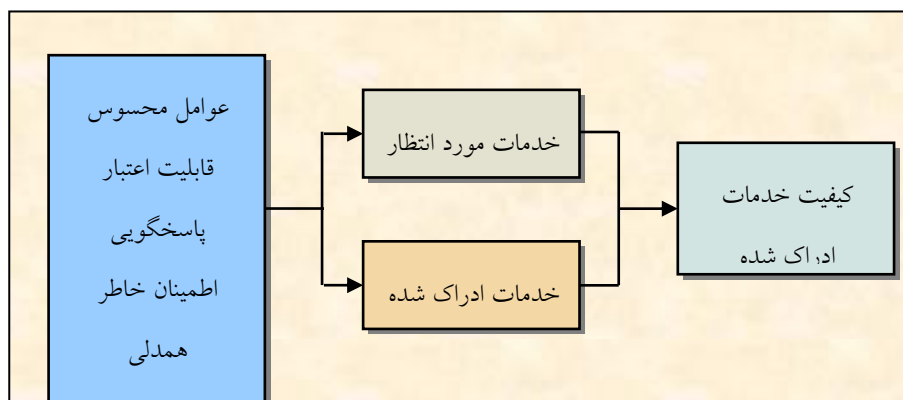 عوامل محسوس
قابلیت اعتبار
پاسخگویی
اطمینان خاطر
همدلی
خدمات مورد انتظار
خدمات ادراک شده
کیفیت خدمات
ادراک شده